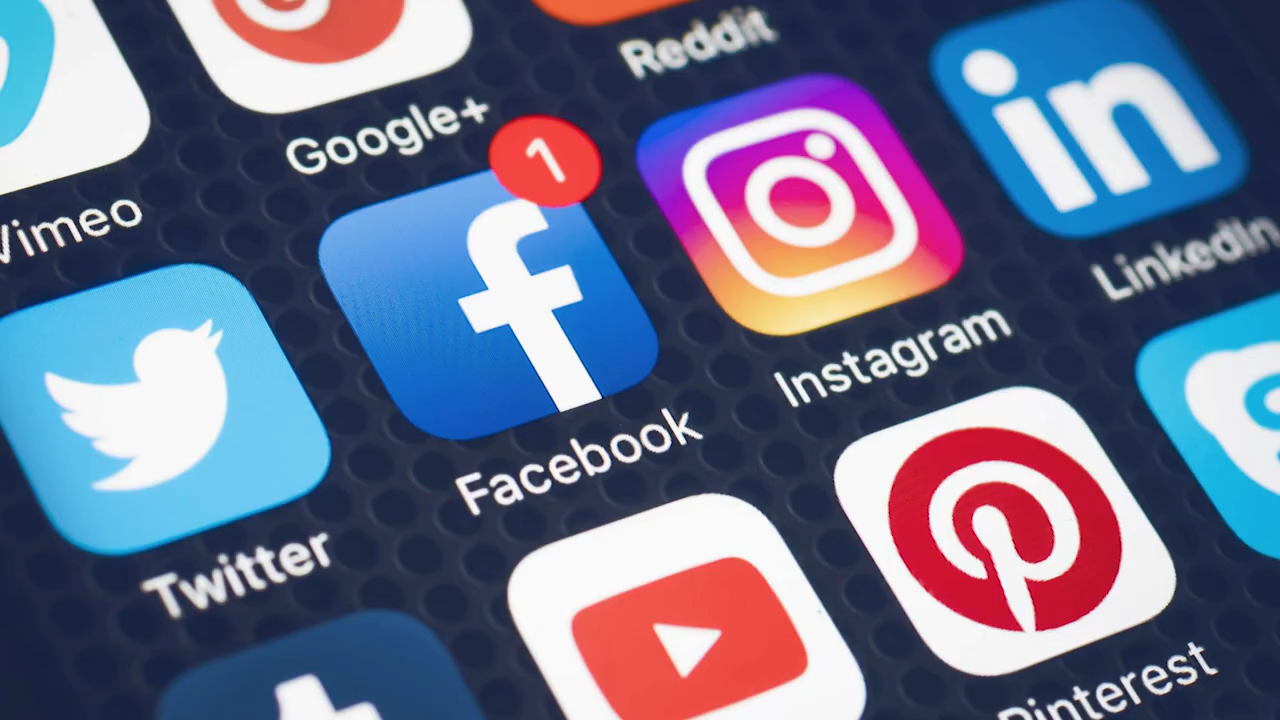 Reddit
Google+
1
in
LinkedIn
Vimeo
f
Instagram
Facebook
Twitter
Pinterest